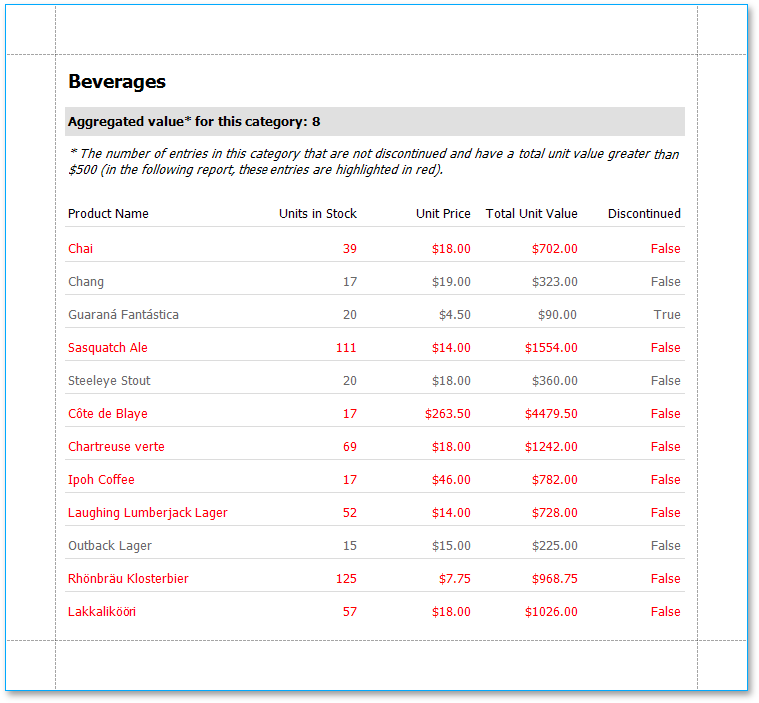 Beverages
Aggregated value* for this category: 8
* The number of entries in this category that are not discontinued and have a total unit value greater than
$500 (in the following report, these entries are highlighted in red).
Product Name Units in Stock Unit Price Total Unit Value Discontinued
Chai 39 $18.00 $702.00 False
Chang 17 $19.00 $323.00 False
Guaraná Fantástica 20 $4.50 $90.00 True
Sasquatch Ale 111 $14.00 $1554.00 False
Steeleye Stout 20 $18.00 $360.00 False
Côte de Blaye 17 $263.50 $4479.50 False
Chartreuse verte 69 $18.00 $1242.00 False
Ipoh Coffee 17 $46.00 $782.00 False
Laughing Lumberjack Lager 52 $14.00 $728.00 False
Outback Lager 15 $15.00 $225.00 False
Rhönbräu Klosterbier 125 $7.75 $968.75 False
Lakkalikööri 57 $18.00 $1026.00 False